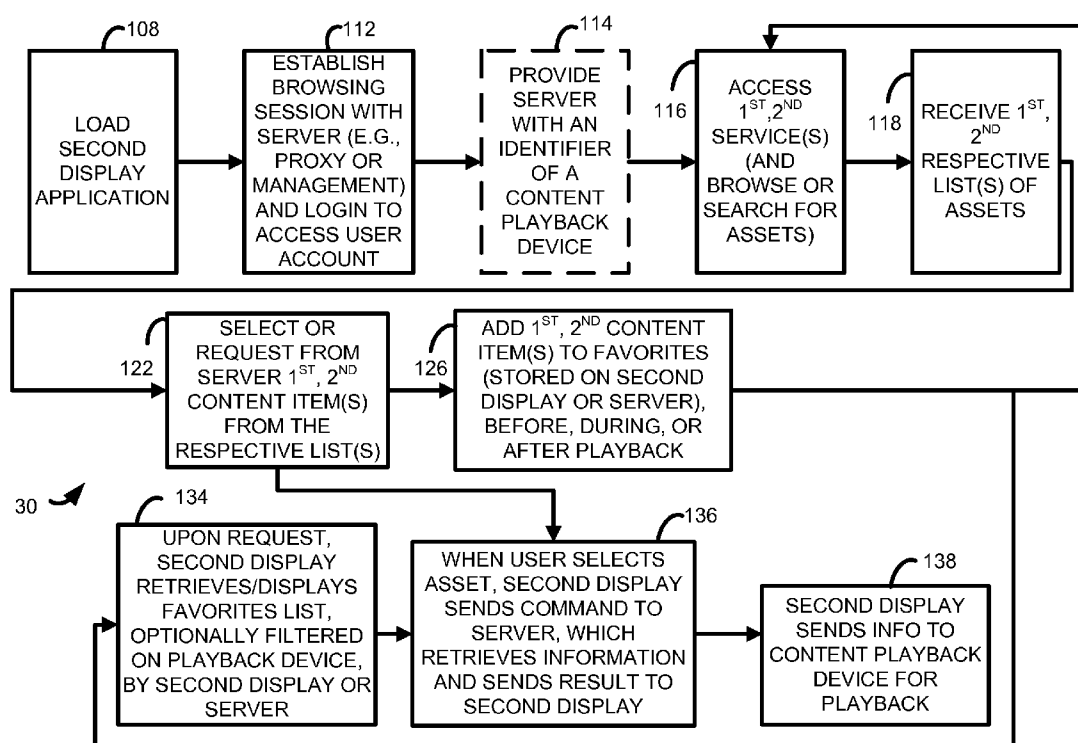 108
LOAD
SECOND
DISPLAY
APPLICATION
112
ESTABLISH
BROWSING
SESSION WITH
SERVER (E.G.,
PROXY OR
MANAGEMENT)
AND LOGIN TO
ACCESS USER
ACCOUNT
114
PROVIDE
SERVER
WITH AN
IDENTIFIER
OF A
CONTENT
PLAYBACK
DEVICE
116
ACCESS
1ST,2ND
SERVICE(S)
(AND
BROWSE OR
SEARCH FOR
ASSETS)
118
RECEIVE 1ST,
2ND
RESPECTIVE
LIST(S) OF
ASSETS
122
SELECT OR
REQUEST FROM
SERVER 1ST, 2ND
CONTENT ITEM(S)
FROM THE
RESPECTIVE LIST(S)
126
ADD 1ST, 2ND CONTENT
ITEM(S) TO FAVORITES
(STORED ON SECOND
DISPLAY OR SERVER),
BEFORE, DURING, OR
AFTER PLAYBACK
30
134
UPON REQUEST,
SECOND DISPLAY
RETRIEVES/DISPLAYS
FAVORITES LIST,
OPTIONALLY FILTERED
ON PLAYBACK DEVICE,
BY SECOND DISPLAY OR
SERVER
136
WHEN USER SELECTS
ASSET, SECOND DISPLAY
SENDS COMMAND TO
SERVER, WHICH
RETRIEVES INFORMATION
AND SENDS RESULT TO
SECOND DISPLAY
138
SECOND DISPLAY
SENDS INFO TO
CONTENT PLAYBACK
DEVICE FOR
PLAYBACK